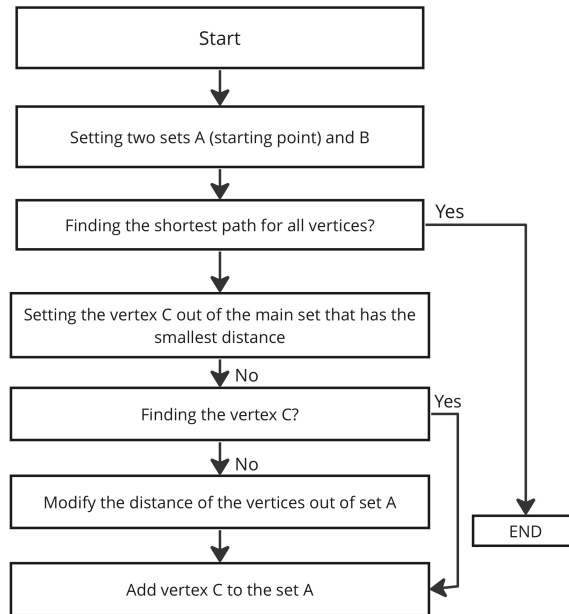 Start
Setting two sets A (starting point) and B
Finding the shortest path for all vertices?
Yes
Setting the vertex C out of the main set that has the
smallest distance
No
Finding the vertex C?
Yes
No
Modify the distance of the vertices out of set A
END
Add vertex C to the set A